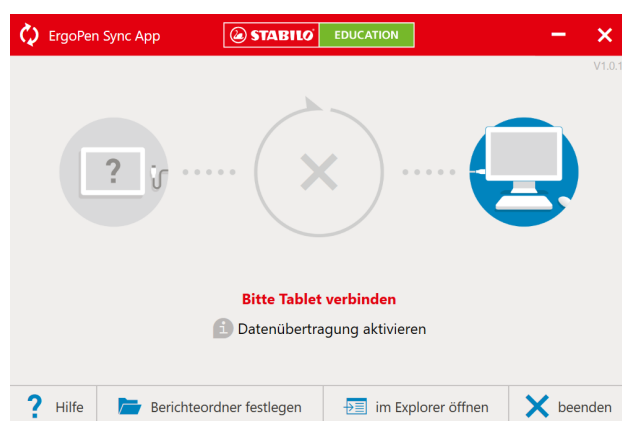 ErgoPen Sync App STABILO EDUCATION
V1.0.1
?
Bitte Tablet verbinden
i Datenübertragung aktivieren
? Hilfe Berichteordner festlegen im Explorer öffnen beenden